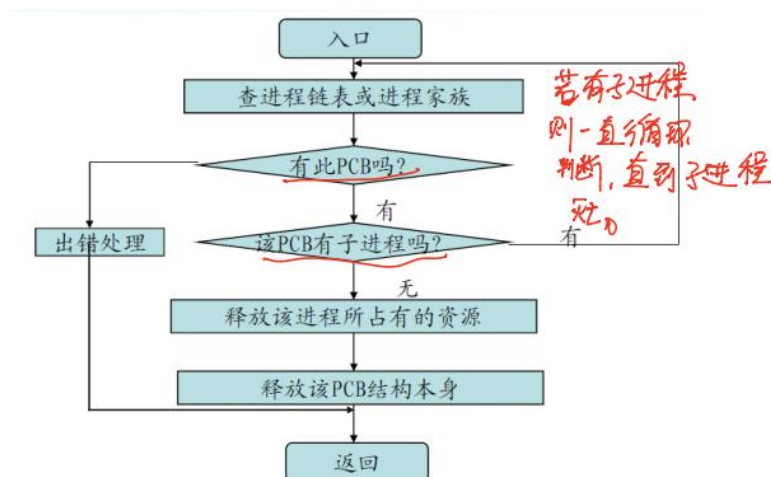 入口
查进程链表或进程家族
有此PCB吗?
有
出错处理
该PCB有子进程吗?
有
无
释放该进程所占有的资源
释放该PCB结构本身
返回
若有子进程
则一直循环
判断,直到子进程